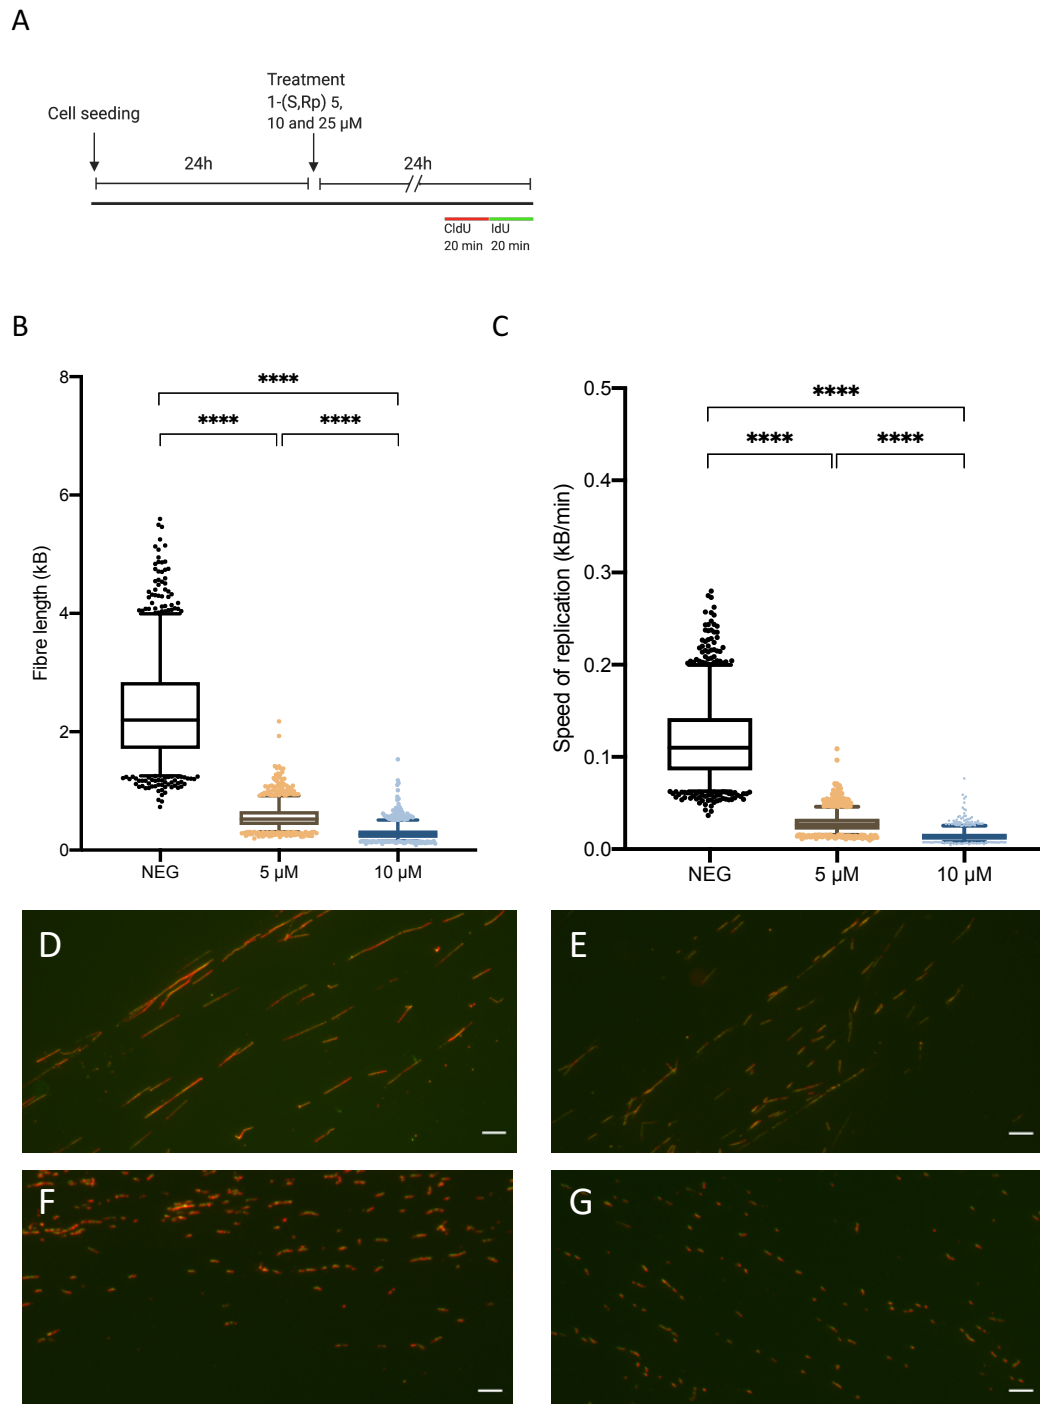 A
Treatment
1-(S,Rp) 5,
10 and 25 µM
Cell seeding
24h
24h
CldU
20 min
IdU
20 min
B
C
Fibre length (kB)
8
6
4
2
0
****
****
****
NEG
5 µM
10 µM
Speed of replication (kB/min)
0.5
0.4
0.3
0.2
0.1
0.0
****
****
****
NEG
5 µM
10 µM
D
E
F
G